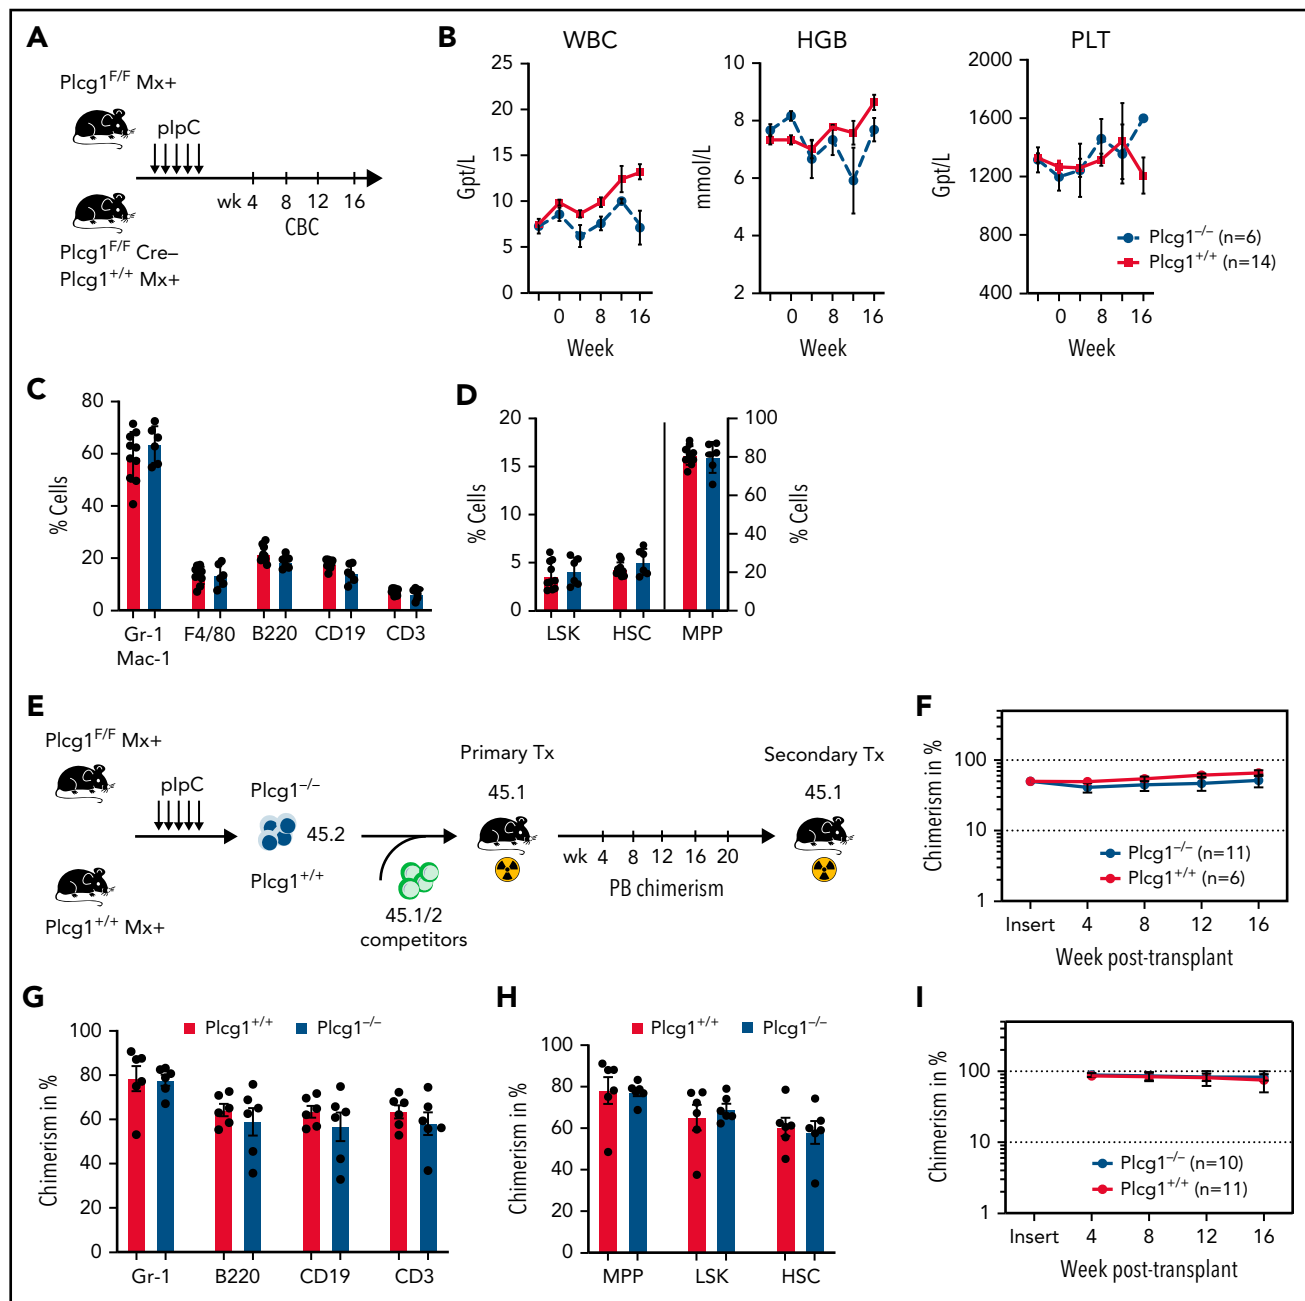 A
Plcg1F/F Mx+
pIpC
wk 4 8 12 16
CBC
Plcg1F/F Cre–
Plcg1+/+ Mx+
B
WBC
25
20
15
10
5
0
Gpt/L
0 8 16
Week
HGB
10
8
6
4
2
mmol/L
0 8 16
Week
PLT
2000
1600
1200
800
400
Gpt/L
Plcg1–/– (n=6)
Plcg1+/+ (n=14)
0 8 16
Week
C
80
60
40
20
0
% Cells
Gr-1 F4/80 B220 CD19 CD3
Mac-1
D
20
15
10
5
0
% Cells
100
80
60
40
20
0
% Cells
LSK HSC MPP
E
Plcg1F/F Mx+
pIpC
Plcg1–/–
45.2
Plcg1+/+
Plcg1+/+ Mx+
45.1/2
competitors
Primary Tx
45.1
wk 4 8 12 16 20
PB chimerism
Secondary Tx
45.1
F
100
10
1
Chimerism in %
Plcg1–/– (n=11)
Plcg1+/+ (n=6)
Insert 4 8 12 16
Week post-transplant
G
Plcg1+/+ Plcg1–/–
100
80
60
40
20
0
Chimerism in %
Gr-1 B220 CD19 CD3
H
Plcg1+/+ Plcg1–/–
100
80
60
40
20
0
Chimerism in %
MPP LSK HSC
I
100
10
1
Chimerism in %
Plcg1–/– (n=10)
Plcg1+/+ (n=11)
Insert 4 8 12 16
Week post-transplant